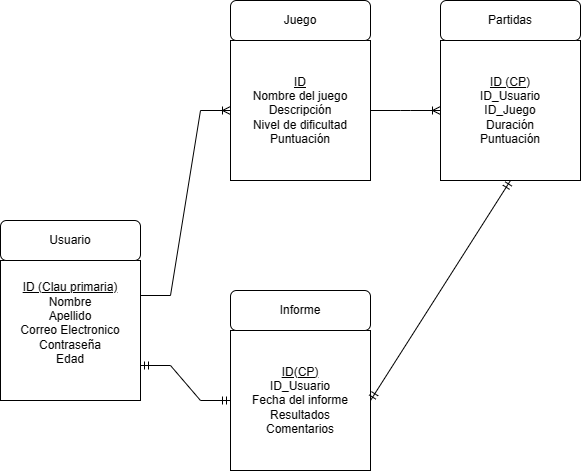 Juego
ID
Nombre del juego
Descripción
Nivel de dificultad
Puntuación
Partidas
ID (CP)
ID_Usuario
ID_Juego
Duración
Puntuación
Usuario
ID (Clau primaria)
Nombre
Apellido
Correo Electronico
Contraseña
Edad
Informe
ID(CP)
ID_Usuario
Fecha del informe
Resultados
Comentarios